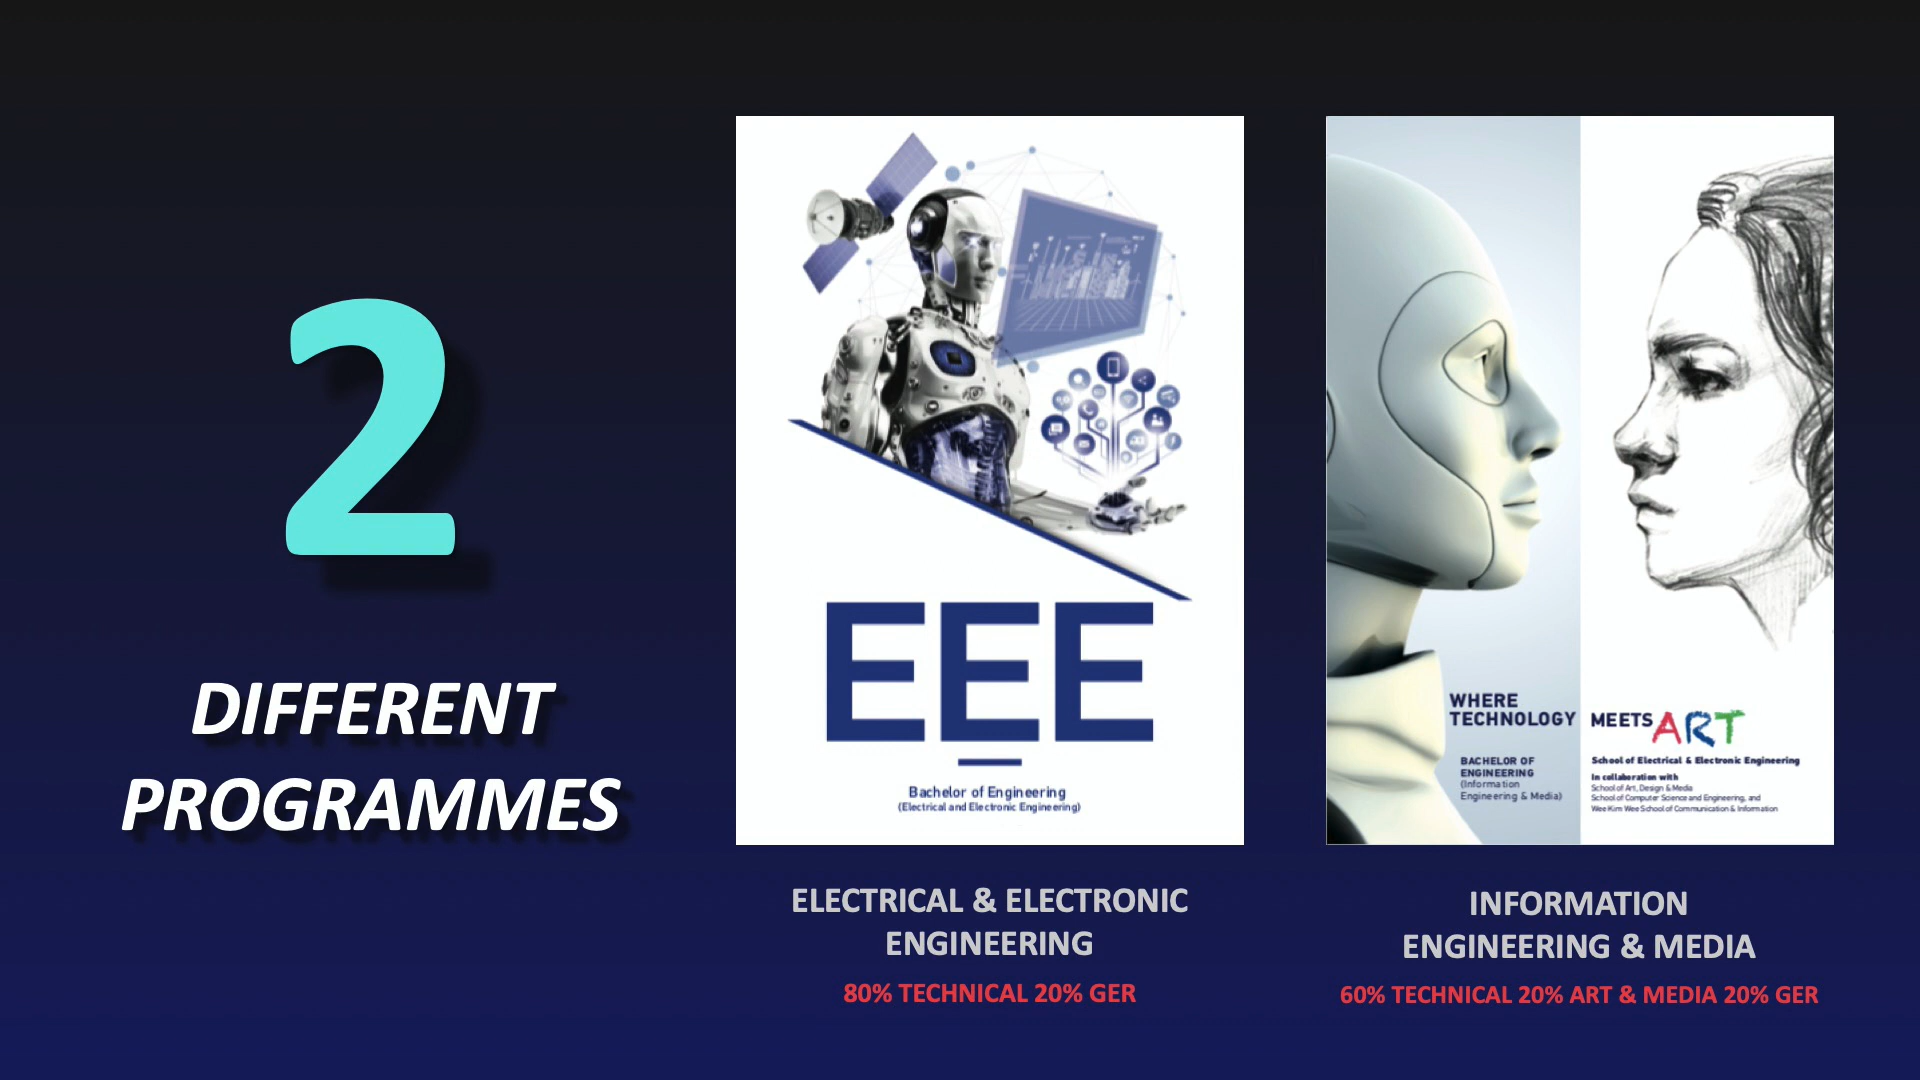 2
DIFFERENT
PROGRAMMES
EEE
Bachelor of Engineering
(Electrical and Electronic Engineering)
ELECTRICAL & ELECTRONIC
ENGINEERING
80% TECHNICAL 20% GER
WHERE
TECHNOLOGY
BACHELOR OF
ENGINEERING
(Information
Engineering & Media)
MEETS ART
School of Electrical & Electronic Engineering
In collaboration with
School of Art, Design & Media
School of Computer Science and Engineering, and
Wee Kim Wee School of Communication & Information
INFORMATION
ENGINEERING & MEDIA
60% TECHNICAL 20% ART & MEDIA 20% GER